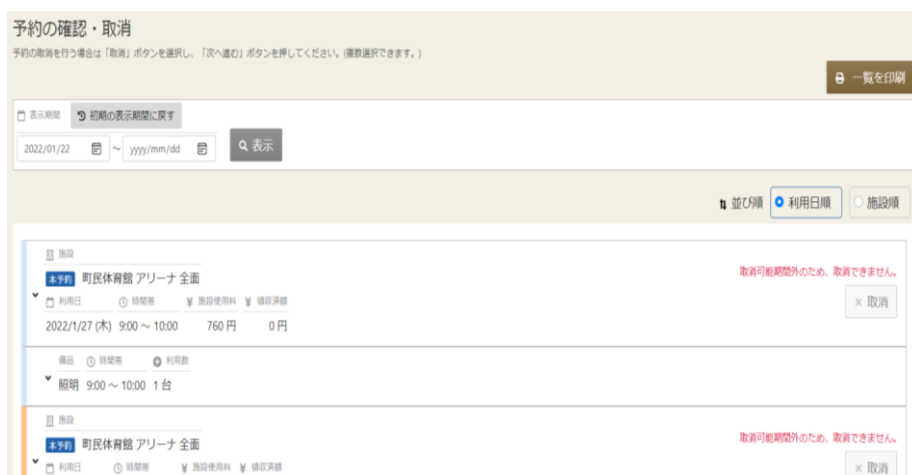 予約の確認・取消
予約の取消を行う場合は「取消」ボタンを選択し、「次へ進む」ボタンを押してください。(複数選択できます。)
一覧を印刷
表示期間 初期の表示期間に戻す
2022/01/22 ～ yyyy/mm/dd 表示
並び順 利用日順 施設順
施設
本予約 町民体育館 アリーナ 全面
取消可能期間外のため、取消できません。
利用日 時間帯 ¥ 施設使用料 ¥ 領収済額
× 取消
2022/1/27 (木) 9:00 ～ 10:00 760 円 0 円
備品 時間帯 利用数
照明 9:00 ～ 10:00 1 台
施設
本予約 町民体育館 アリーナ 全面
取消可能期間外のため、取消できません。
利用日 時間帯 ¥ 施設使用料 ¥ 領収済額
× 取消